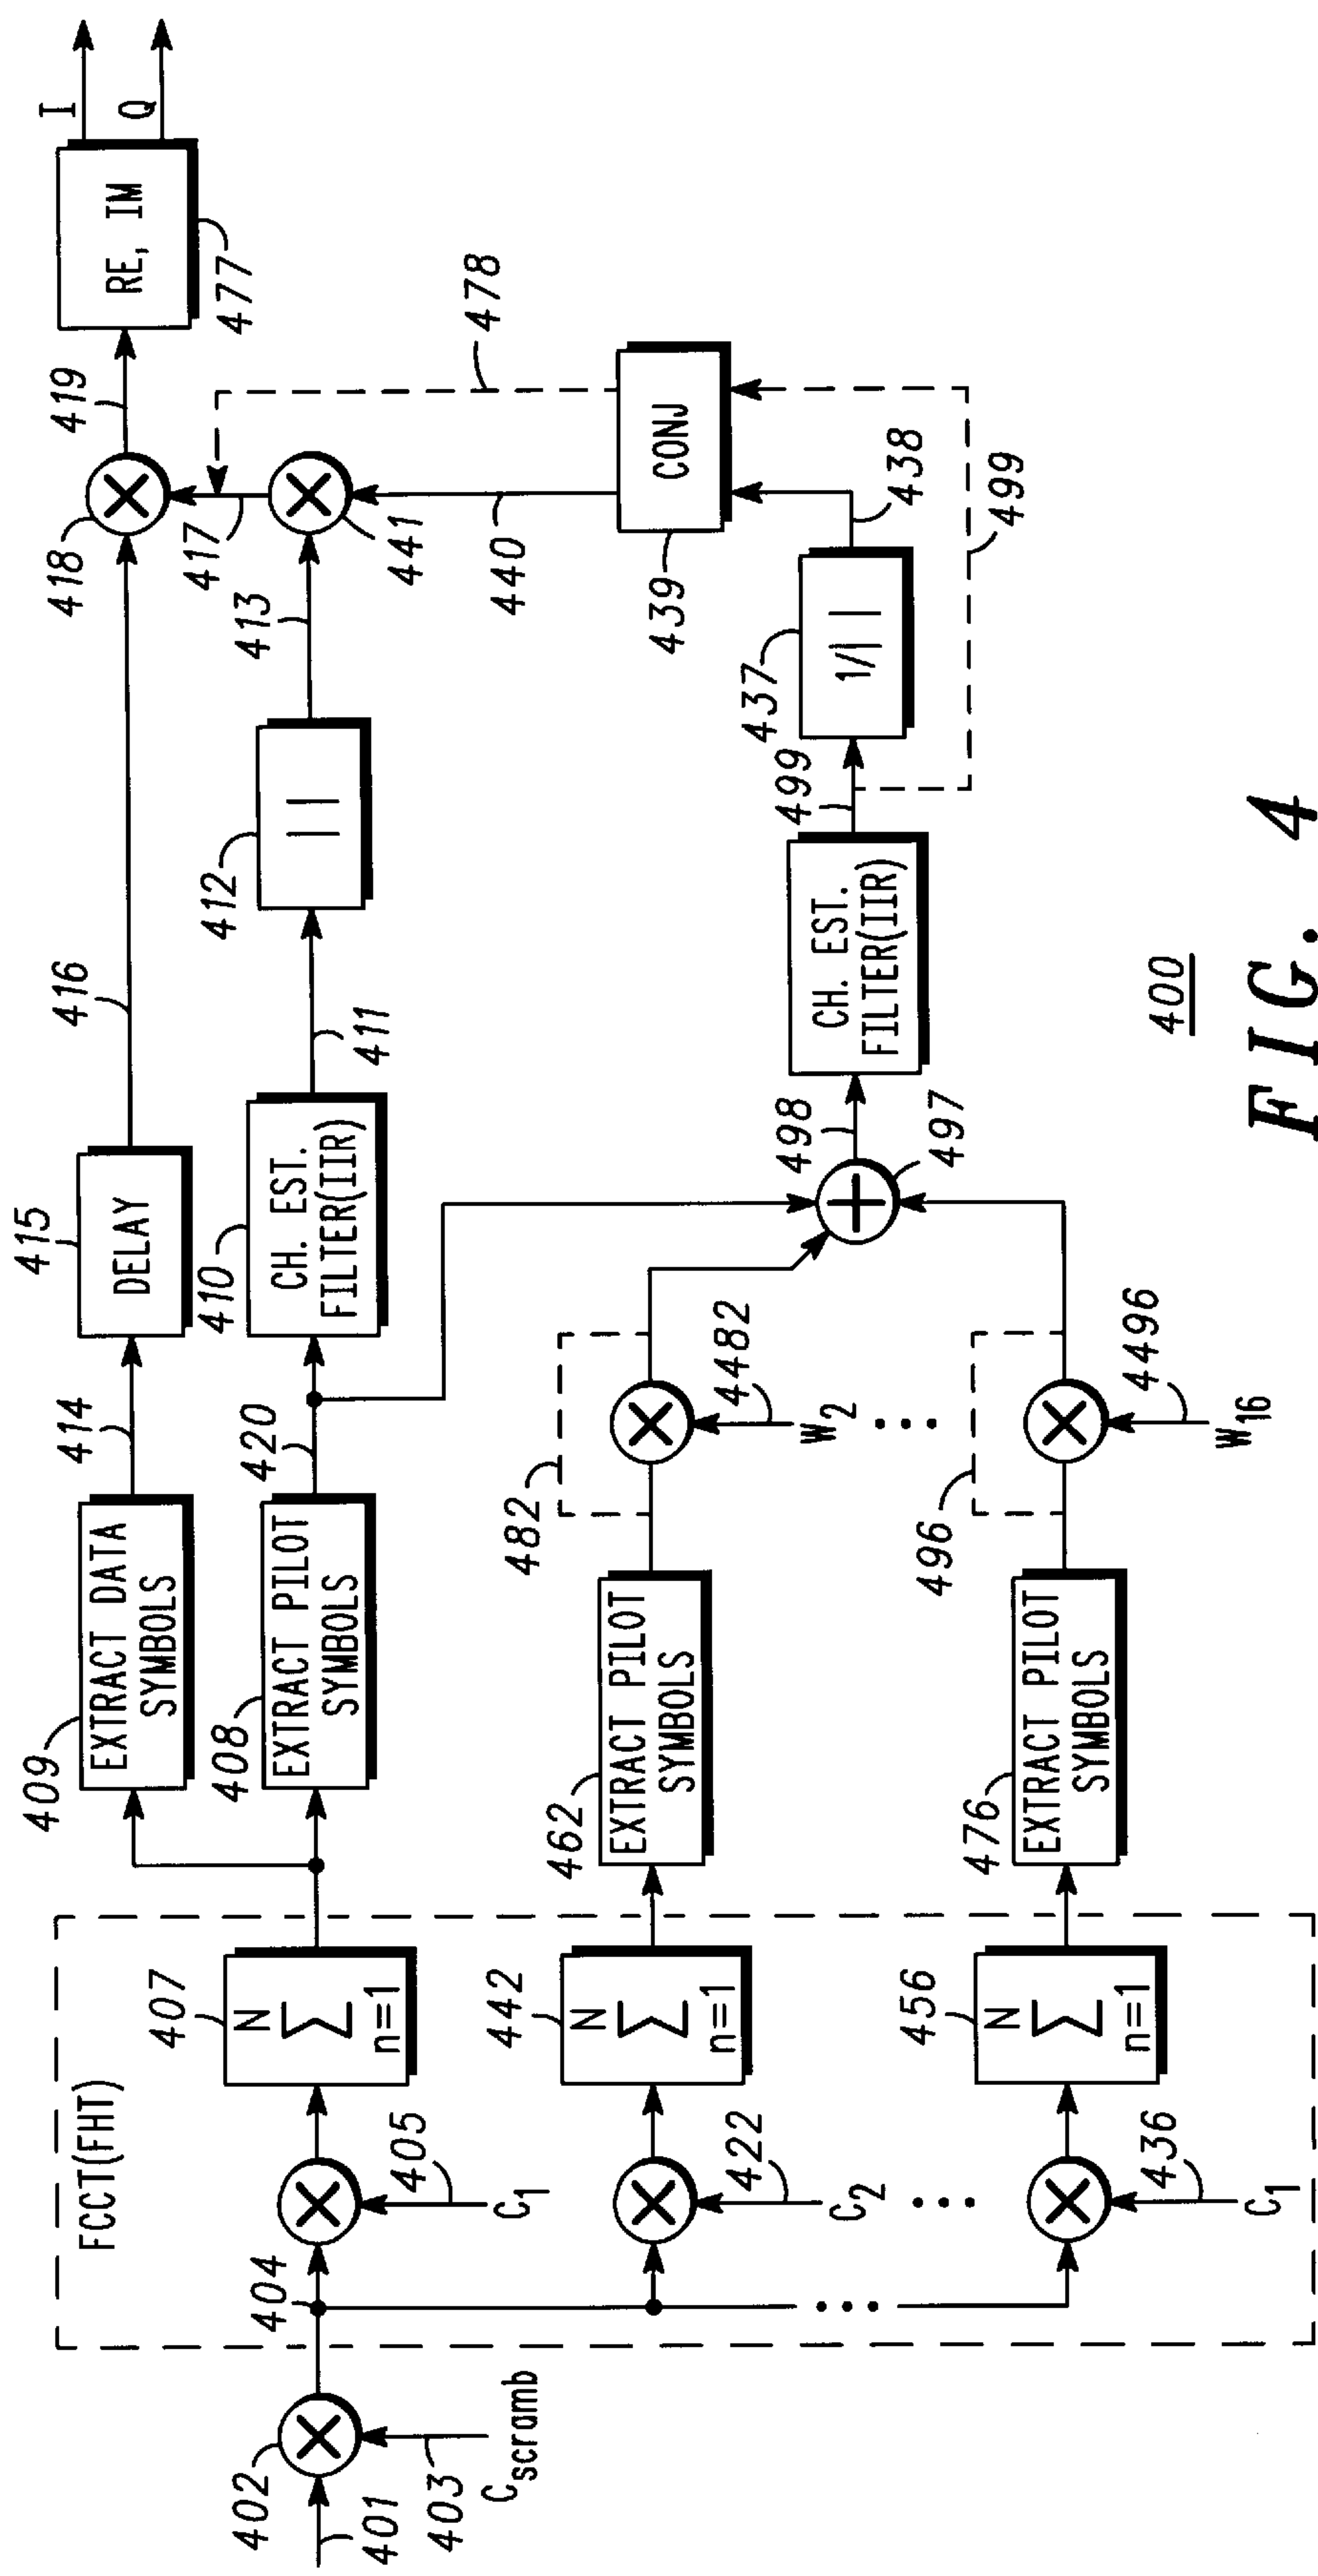 401
402
403
C scramb
404
FCCT(FHT)
405
C1
407
N
Σ
n=1
422
C2
...
442
N
Σ
n=1
436
C1
456
N
Σ
n=1
...
409
EXTRACT DATA
SYMBOLS
414
415
DELAY
416
408
EXTRACT PILOT
SYMBOLS
420
410
CH. EST.
FILTER(IIR)
411
412
| |
413
441
417
418
419
RE, IM
477
I
Q
462
EXTRACT PILOT
SYMBOLS
482
4482
W2
...
476
EXTRACT PILOT
SYMBOLS
496
4496
W16
497
498
CH. EST.
FILTER(IIR)
499
437
1/| |
438
499
439
CONJ
440
478
400
FIG. 4